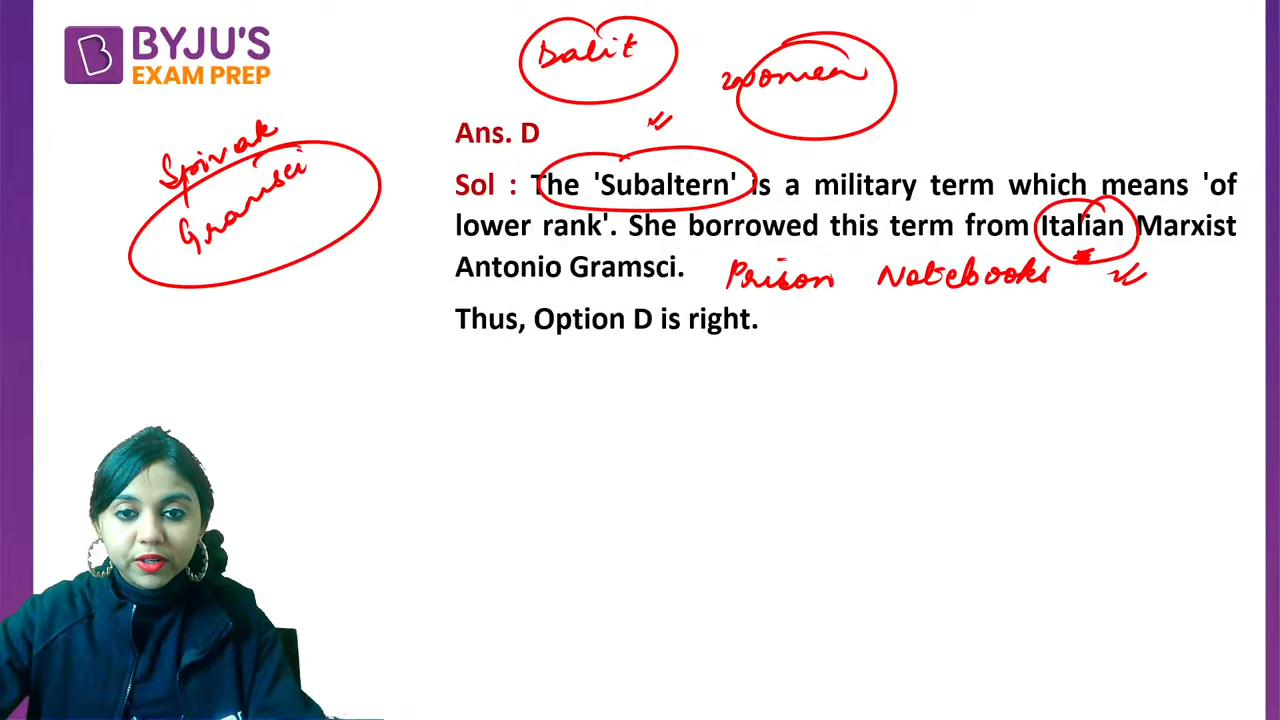 BYJU'S
EXAM PREP
Dalit
women
Spivak
Gramsci
Ans. D
Sol : The 'Subaltern' is a military term which means 'of
lower rank'. She borrowed this term from Italian Marxist
Antonio Gramsci.
Prison Notebooks
Thus, Option D is right.